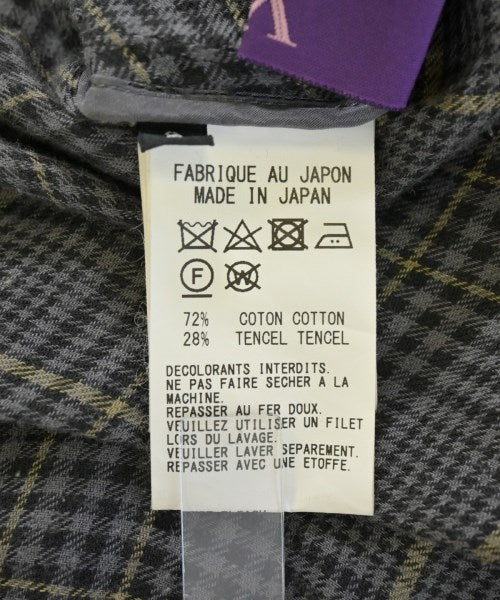 FABRIQUE AU JAPON
MADE IN JAPAN
F W
72% COTON COTTON
28% TENCEL TENCEL
DECOLORANTS INTERDITS.
NE PAS FAIRE SECHER A LA
MACHINE.
REPASSER AU FER DOUX.
VEUILLEZ UTILISER UN FILET
LORS DU LAVAGE.
VEUILLER LAVER SEPAREMENT.
REPASSER AVEC UNE ETOFFE.